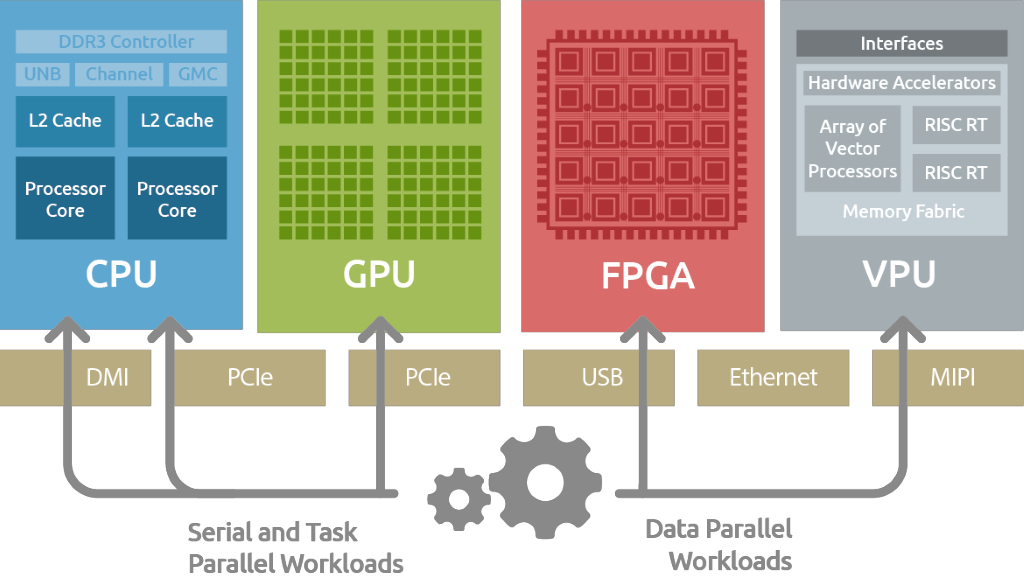 DDR3 Controller
UNB
Channel
GMC
L2 Cache
L2 Cache
Processor
Core
Processor
Core
CPU
GPU
FPGA
Interfaces
Hardware Accelerators
Array of
Vector
Processors
RISC RT
RISC RT
Memory Fabric
VPU
DMI
PCIe
PCIe
USB
Ethernet
MIPI
Serial and Task
Parallel Workloads
Data Parallel
Workloads